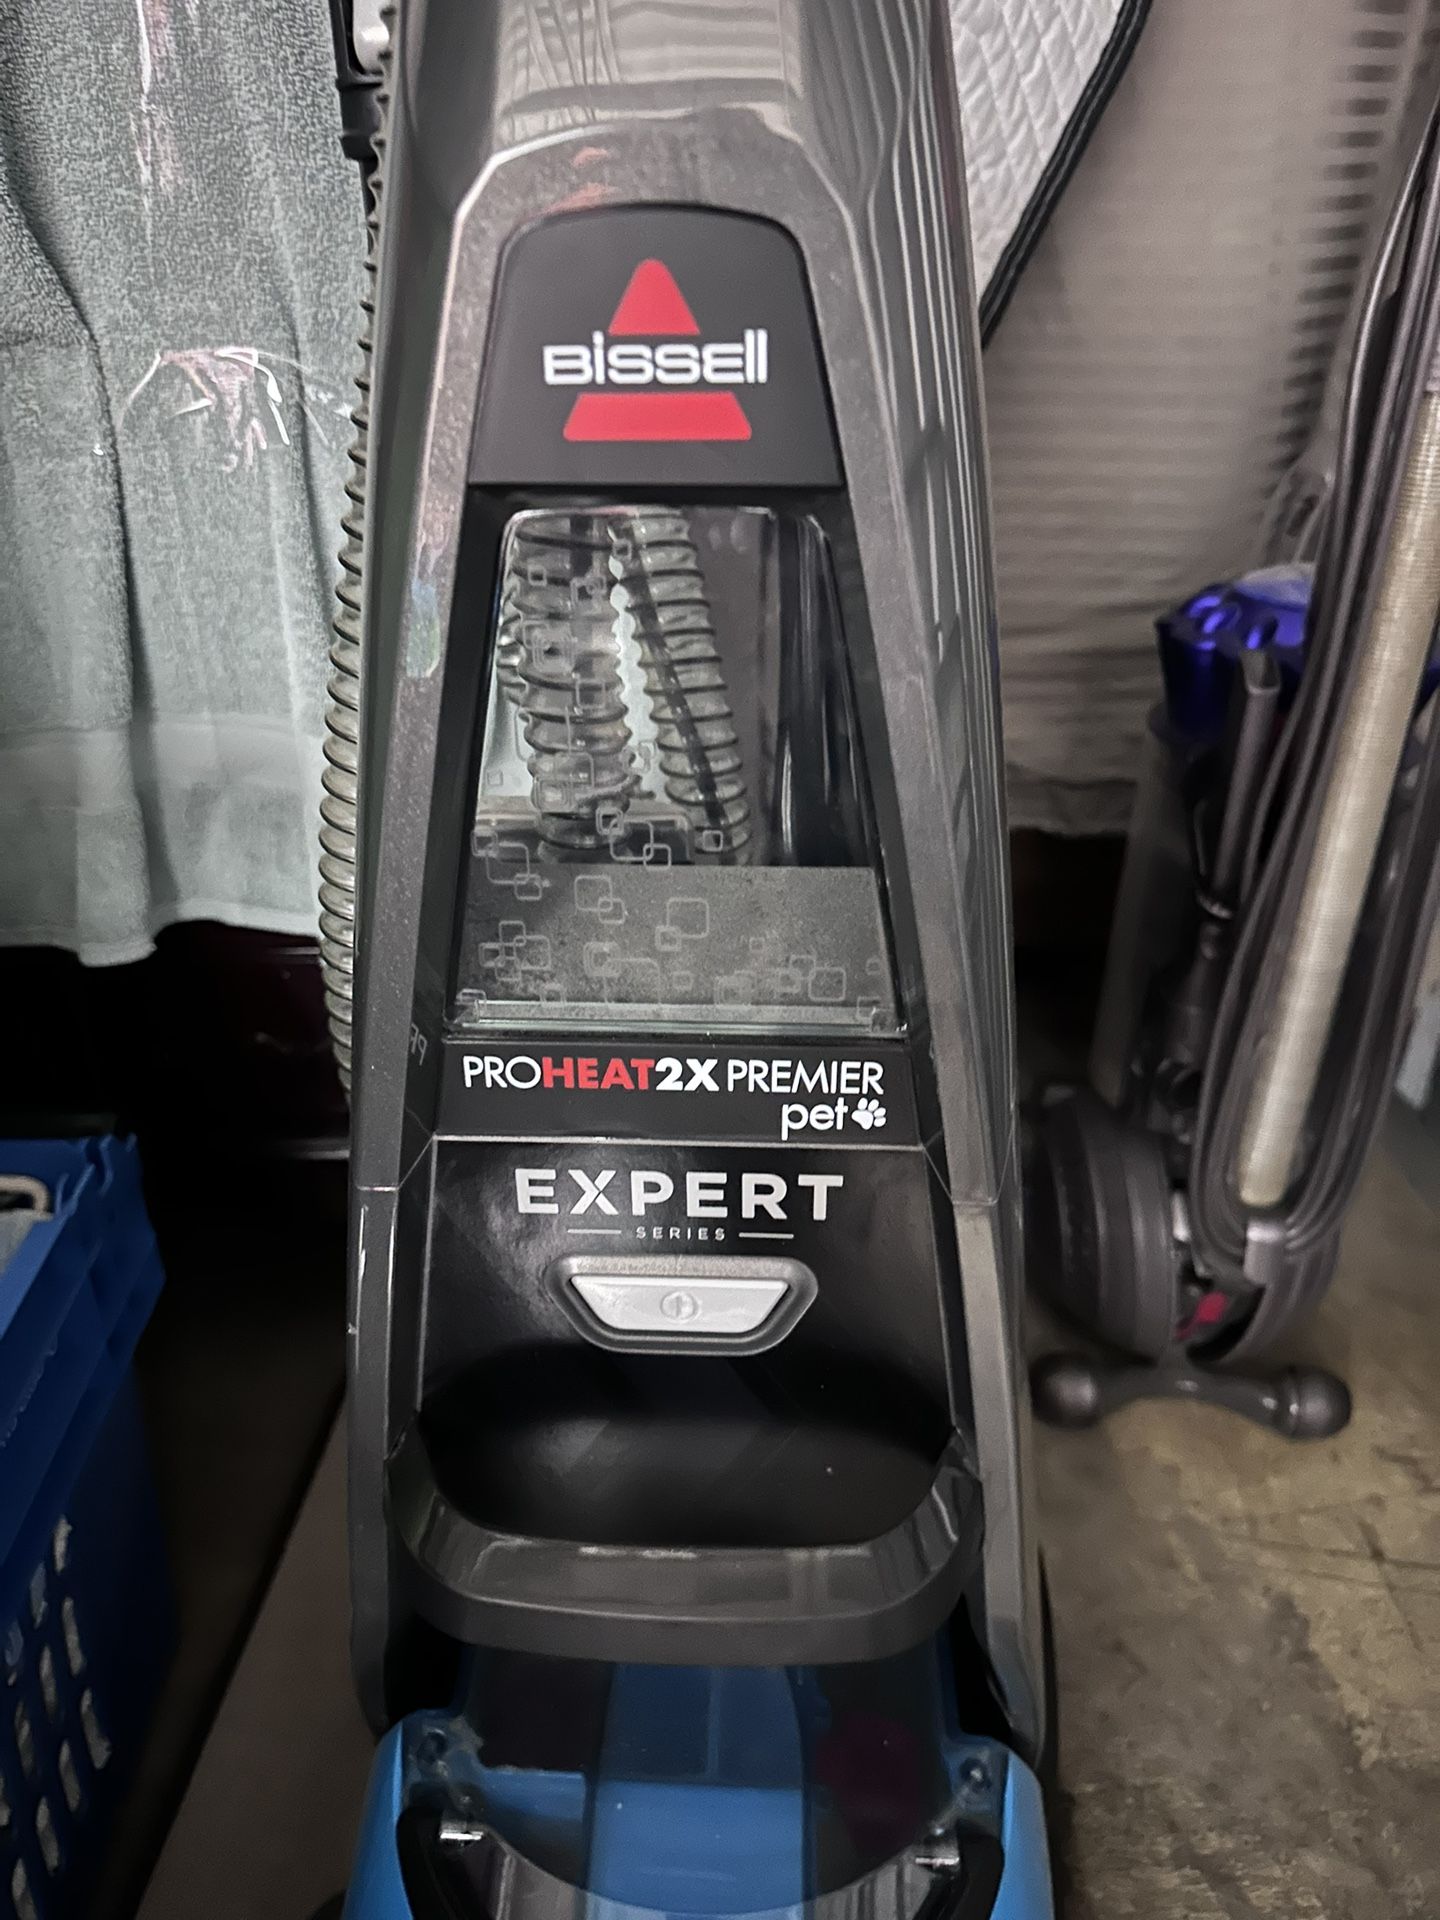 BISSELL
PROHEAT2X PREMIER
pet
EXPERT
SERIES